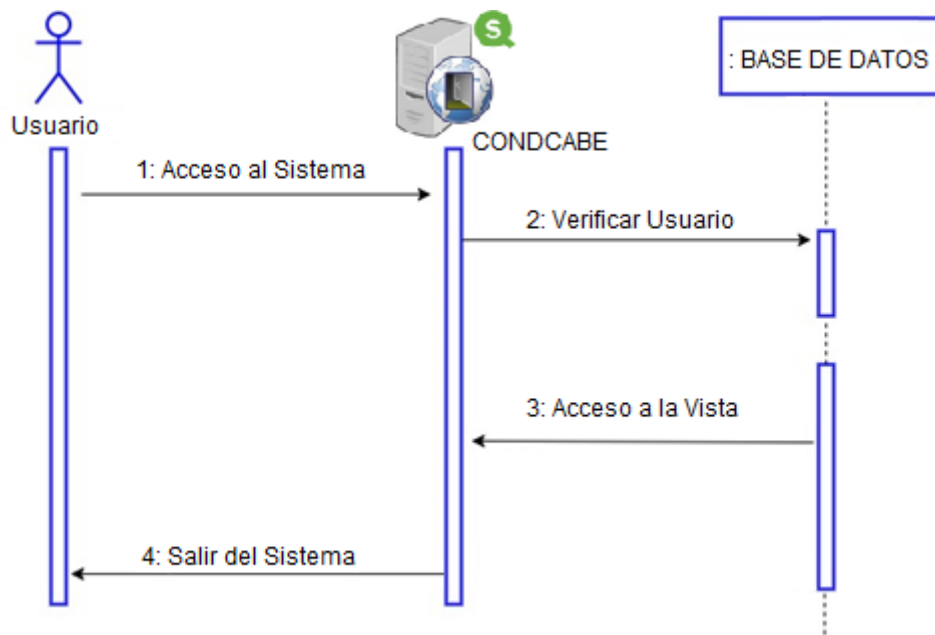 S
: BASE DE DATOS
Usuario
CONDCABE
1: Acceso al Sistema
2: Verificar Usuario
3: Acceso a la Vista
4: Salir del Sistema